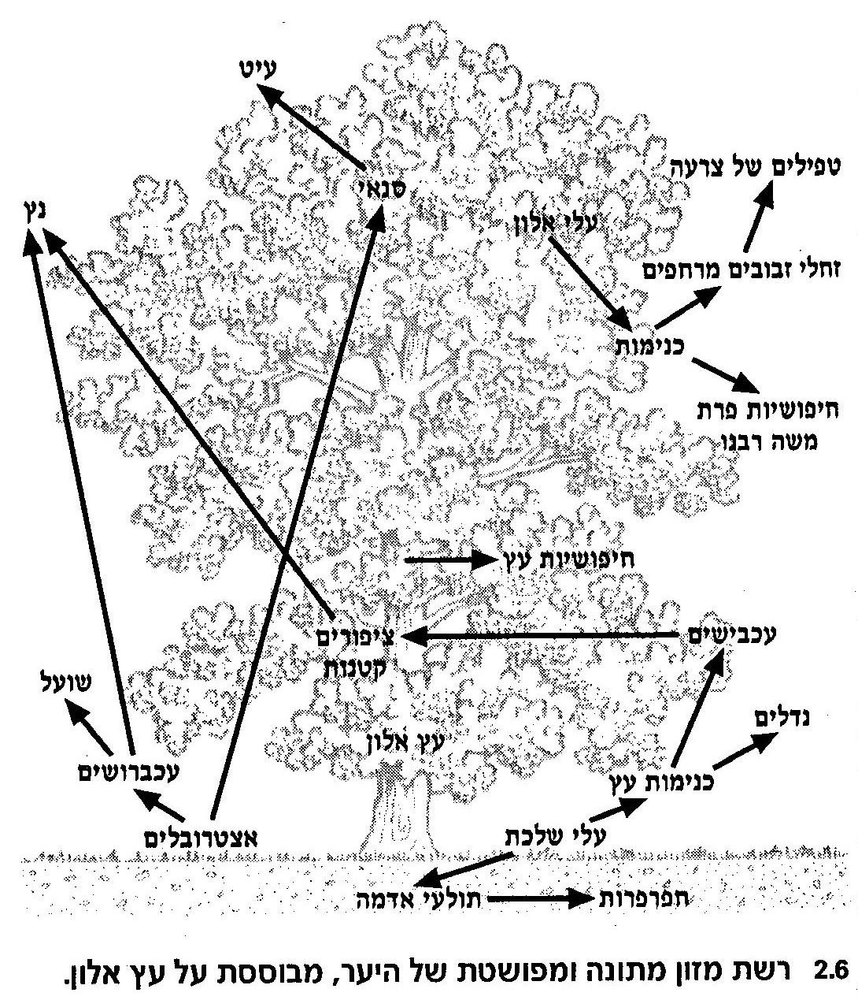 עיט
טפילים של צרעה
סנאי
נץ
עלי אלון
זחלי זבובים מרחפים
כנימות
חיפושיות פרת
משה רבנו
חיפושיות עץ
עכבישים
ציפורים
קטנות
שועל
נדלים
עץ אלון
עכברושים
כנימות עץ
אצטרובלים
עלי שלכת
תולעי אדמה
חפרפרות
2.6 רשת מזון מתונה ומפושטת של היער, מבוססת על עץ אלון.